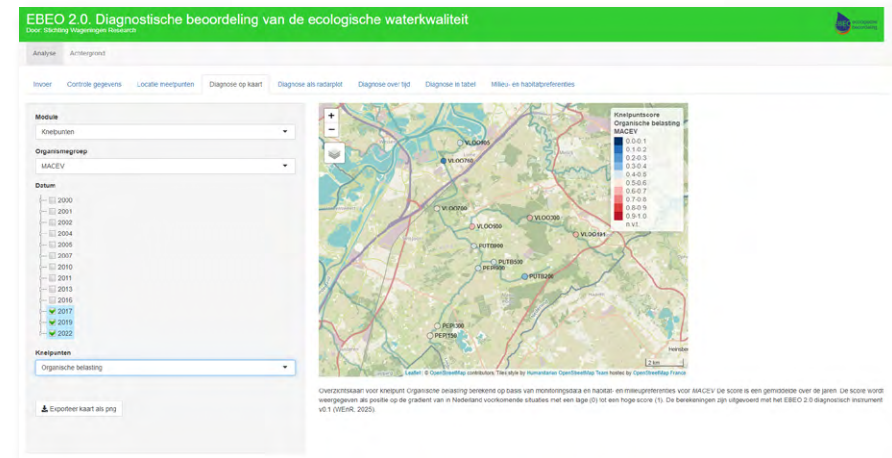 EBEO 2.0. Diagnostische beoordeling van de ecologische waterkwaliteit
Door: Stichting Wageningen Research
Analyse Achtergrond
Invoer Controle gegevens Locatie meetpunten Diagnose op kaart Diagnose als radarplot Diagnose over tijd Diagnose in tabel Milieu- en habitatpreferenties
Module
Knelpunten
Organismegroep
MACEV
Datum
2000
2001
2002
2004
2005
2007
2010
2011
2013
2016
2017
2019
2022
Knelpunten
Organische belasting
Exporteer kaart als png
+
−
Knelpuntscore
Organische belasting
MACEV
0.0-0.1
0.1-0.2
0.2-0.3
0.3-0.4
0.4-0.5
0.5-0.6
0.6-0.7
0.7-0.8
0.8-0.9
0.9-1.0
n.v.t.
VLOO700
VLOO600
VLOO300
PUTB900
PUTB500
PUTB200
PEPI300
2 km
Leaflet | © OpenStreetMap contributors, Tiles style by Humanitarian OpenStreetMap Team hosted by OpenStreetMap France
Overzichtskaart voor knelpunt Organische belasting berekend op basis van monitoringsdata en habitat- en milieupreferenties voor MACEV De score is een gemiddelde over de jaren. De score wordt
weergegeven als positie op de gradient van in Nederland voorkomende situaties met een lage (0) tot een hoge score (1). De berekeningen zijn uitgevoerd met het EBEO 2.0 diagnostisch instrument
v0.1 (WEnR, 2025).